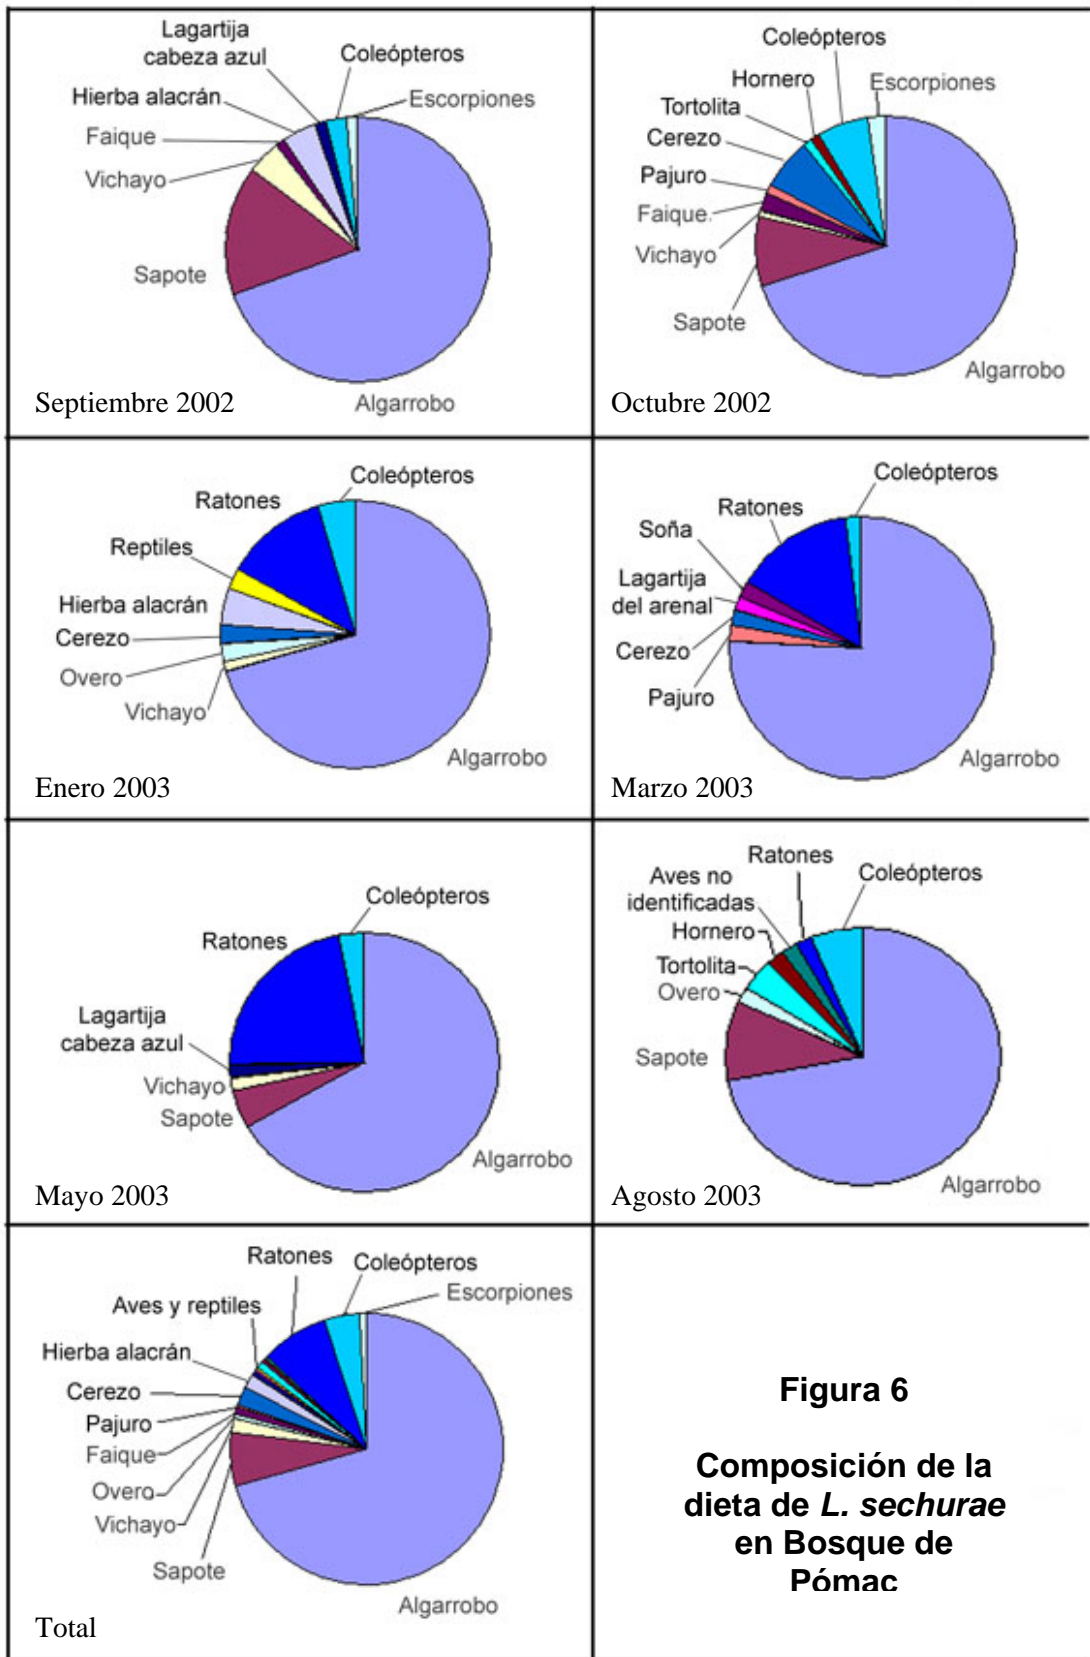 Lagartija
cabeza azul
Coleópteros
Hierba alacrán
Escorpiones
Faique
Vichayo
Sapote
Algarrobo
Septiembre 2002
Coleópteros
Hornero
Escorpiones
Tortolita
Cerezo
Pajuro
Faique
Vichayo
Sapote
Algarrobo
Octubre 2002
Coleópteros
Ratones
Reptiles
Hierba alacrán
Cerezo
Overo
Vichayo
Algarrobo
Enero 2003
Coleópteros
Ratones
Soña
Lagartija
del arenal
Cerezo
Pajuro
Algarrobo
Marzo 2003
Coleópteros
Ratones
Lagartija
cabeza azul
Vichayo
Sapote
Algarrobo
Mayo 2003
Ratones
Aves no
identificadas
Coleópteros
Hornero
Tortolita
Overo
Sapote
Algarrobo
Agosto 2003
Ratones
Coleópteros
Escorpiones
Aves y reptiles
Hierba alacrán
Cerezo
Pajuro
Faique
Overo
Vichayo
Sapote
Algarrobo
Total
Figura 6
Composición de la
dieta de L. sechurae
en Bosque de
Pómac